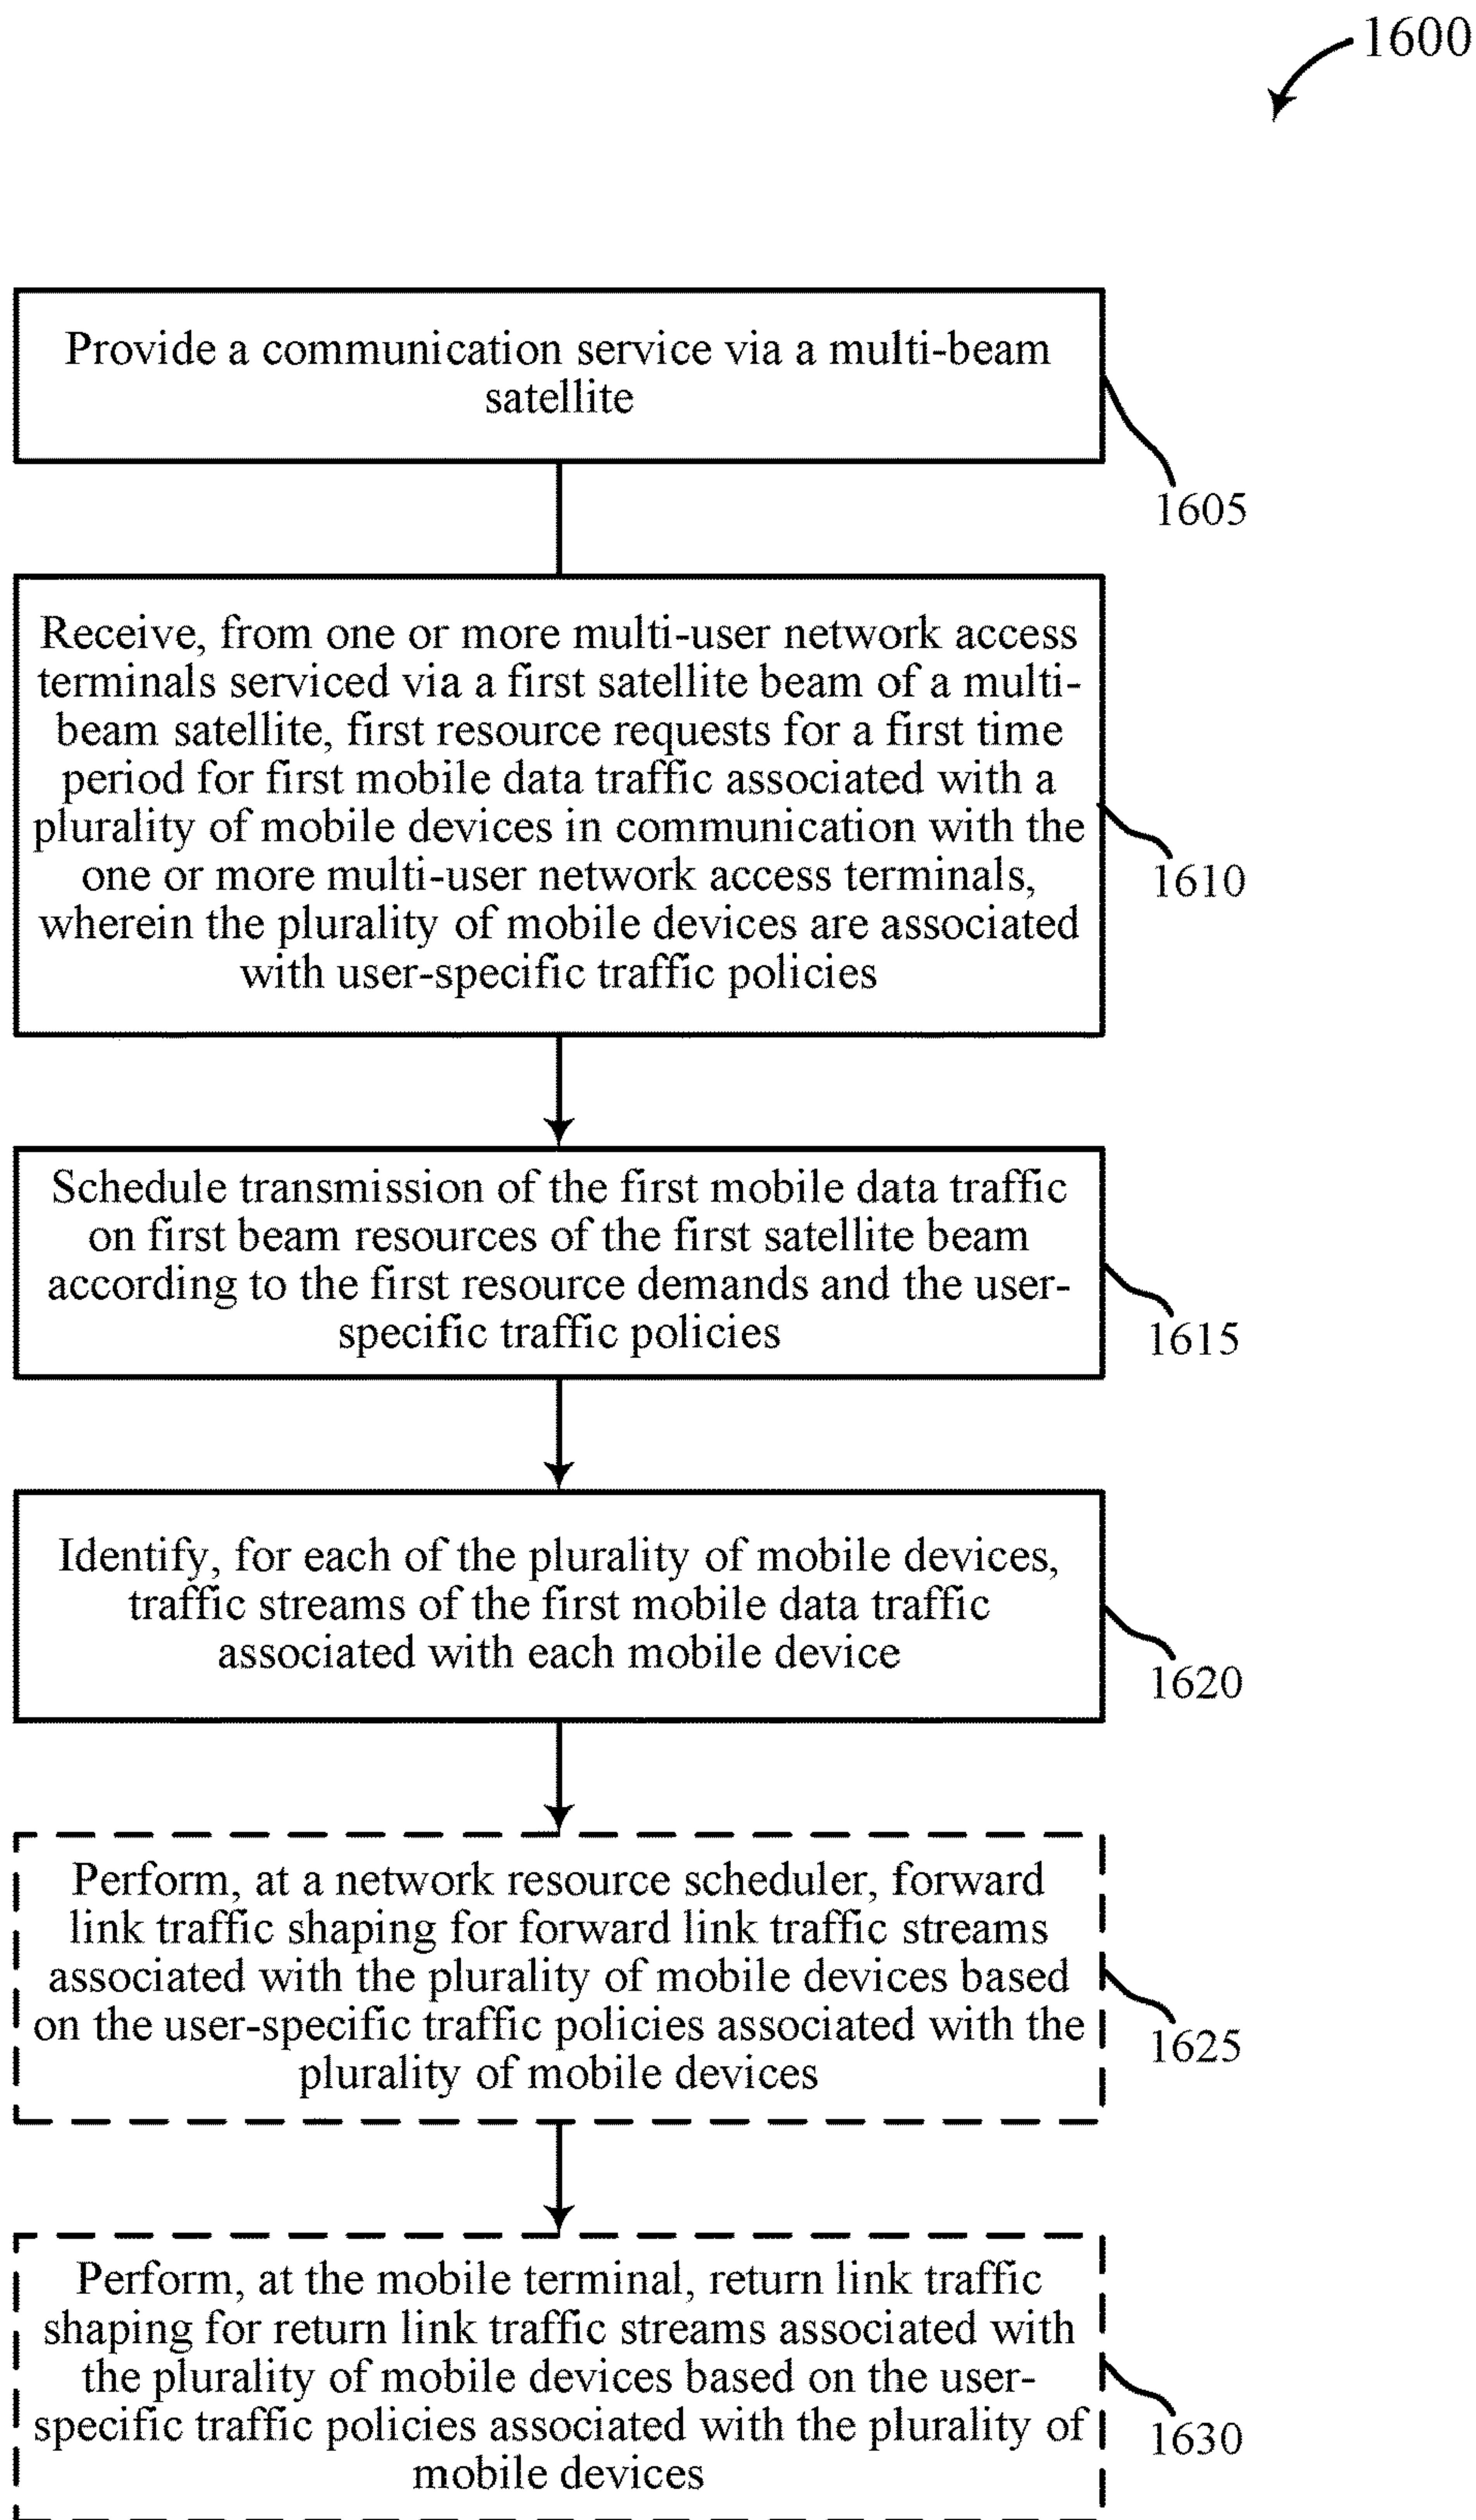 1600
Provide a communication service via a multi-beam
satellite
1605
Receive, from one or more multi-user network access
terminals serviced via a first satellite beam of a multi-
beam satellite, first resource requests for a first time
period for first mobile data traffic associated with a
plurality of mobile devices in communication with the
one or more multi-user network access terminals,
wherein the plurality of mobile devices are associated
with user-specific traffic policies
1610
Schedule transmission of the first mobile data traffic
on first beam resources of the first satellite beam
according to the first resource demands and the user-
specific traffic policies
1615
Identify, for each of the plurality of mobile devices,
traffic streams of the first mobile data traffic
associated with each mobile device
1620
Perform, at a network resource scheduler, forward
link traffic shaping for forward link traffic streams
associated with the plurality of mobile devices based
on the user-specific traffic policies associated with the
plurality of mobile devices
1625
Perform, at the mobile terminal, return link traffic
shaping for return link traffic streams associated with
the plurality of mobile devices based on the user-
specific traffic policies associated with the plurality of
mobile devices
1630